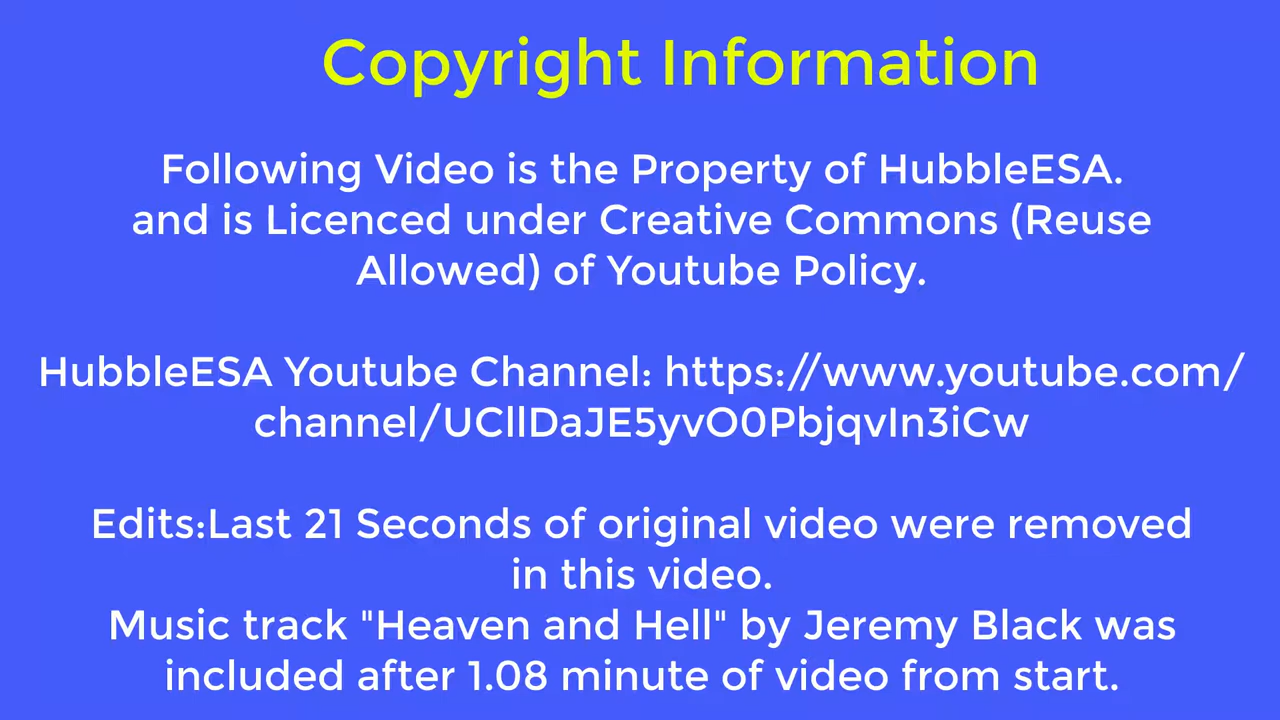 Copyright Information
Following Video is the Property of HubbleESA.
and is Licenced under Creative Commons (Reuse
Allowed) of Youtube Policy.
HubbleESA Youtube Channel: https://www.youtube.com/
channel/UCllDaJE5yvO0PbjqvIn3iCw
Edits:Last 21 Seconds of original video were removed
in this video.
Music track "Heaven and Hell" by Jeremy Black was
included after 1.08 minute of video from start.